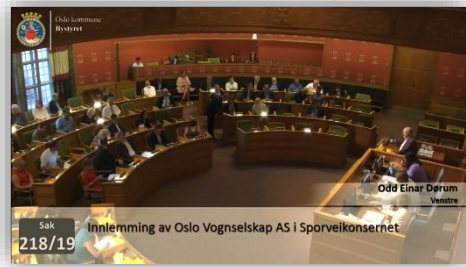 Oslo kommune
Bystyret
Odd Einar Dørum
Venstre
Sak
218/19
Innlemming av Oslo Vognselskap AS i Sporveikonsernet